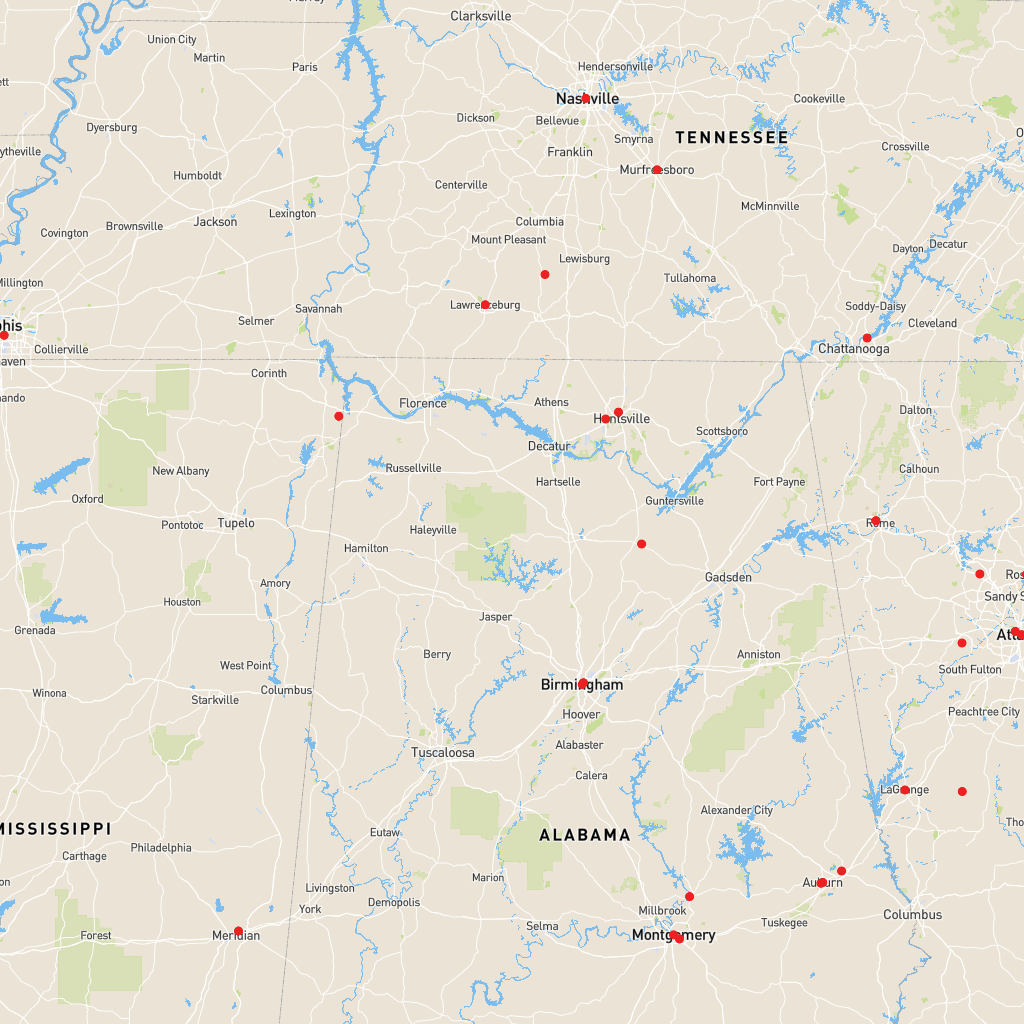 Clarksville
Union City
Martin
Paris
Hendersonville
Nashville
Cookeville
Dickson
Bellevue
Dyersburg
Smyrna
TENNESSEE
Crossville
Franklin
Murfreesboro
Humboldt
Centerville
McMinnville
Lexington
Jackson
Columbia
Brownsville
Covington
Mount Pleasant
Dayton
Decatur
Lewisburg
Tullahoma
Millington
Lawrenceburg
Soddy-Daisy
Savannah
Selmer
Cleveland
Collierville
Chattanooga
Corinth
Florence
Athens
Dalton
Huntsville
Scottsboro
Decatur
Russellville
New Albany
Calhoun
Hartselle
Fort Payne
Oxford
Guntersville
Pontotoc
Tupelo
Rome
Haleyville
Hamilton
Gadsden
Amory
Houston
Jasper
Grenada
Berry
Anniston
West Point
South Fulton
Birmingham
Winona
Columbus
Starkville
Hoover
Peachtree City
Alabaster
Tuscaloosa
Calera
LaGrange
Alexander City
MISSISSIPPI
Eutaw
ALABAMA
Philadelphia
Carthage
Marion
Auburn
Livingston
Demopolis
York
Millbrook
Columbus
Selma
Tuskegee
Forest
Meridian
Montgomery